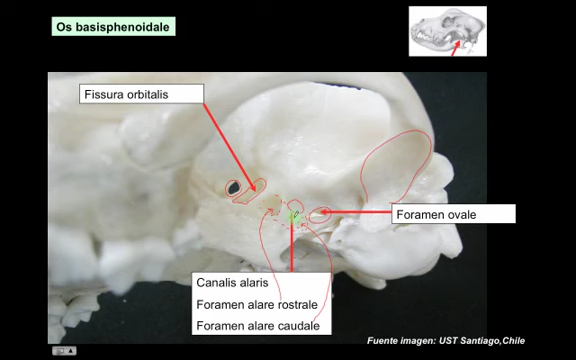 Os basisphenoidale
Fissura orbitalis
Foramen ovale
Canalis alaris
Foramen alare rostrale
Foramen alare caudale
Fuente imagen: UST Santiago,Chile